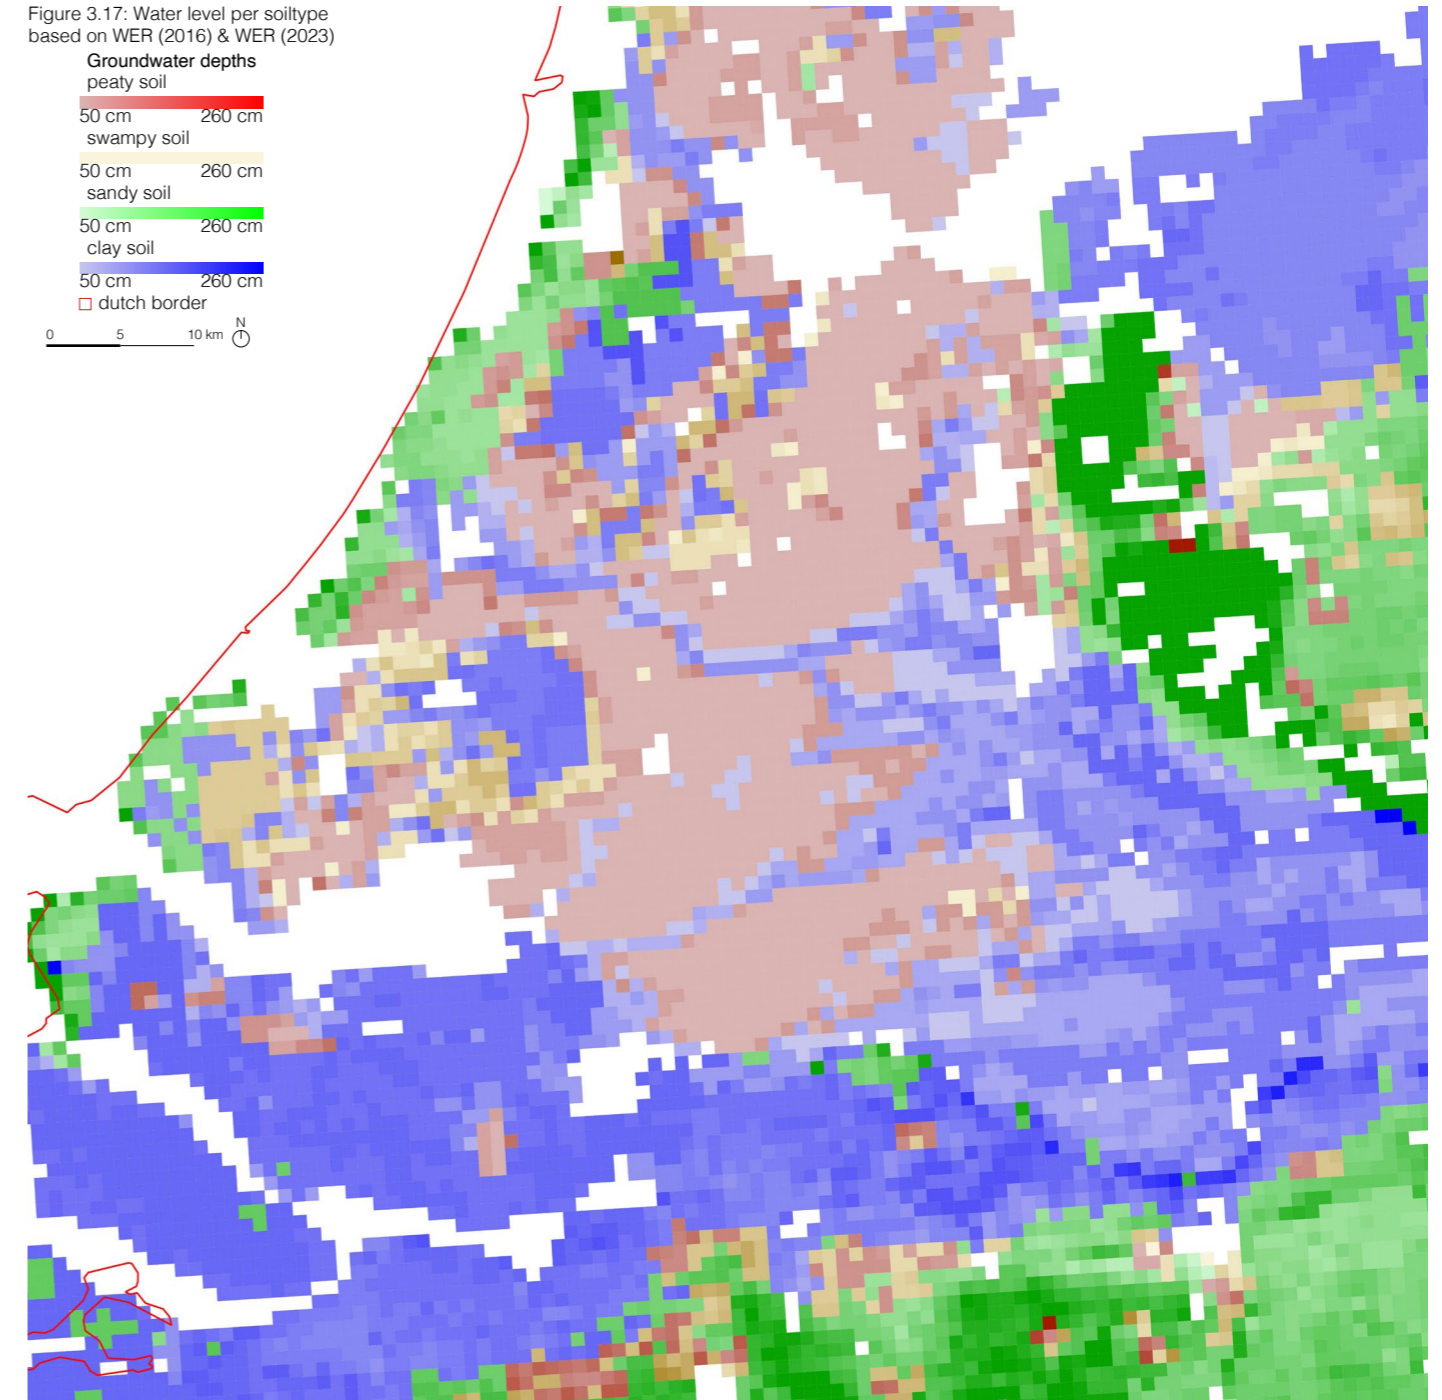 Figure 3.17: Water level per soiltype
based on WER (2016) & WER (2023)
Groundwater depths
peaty soil
50 cm 260 cm
swampy soil
50 cm 260 cm
sandy soil
50 cm 260 cm
clay soil
50 cm 260 cm
dutch border
0 5 10 km N